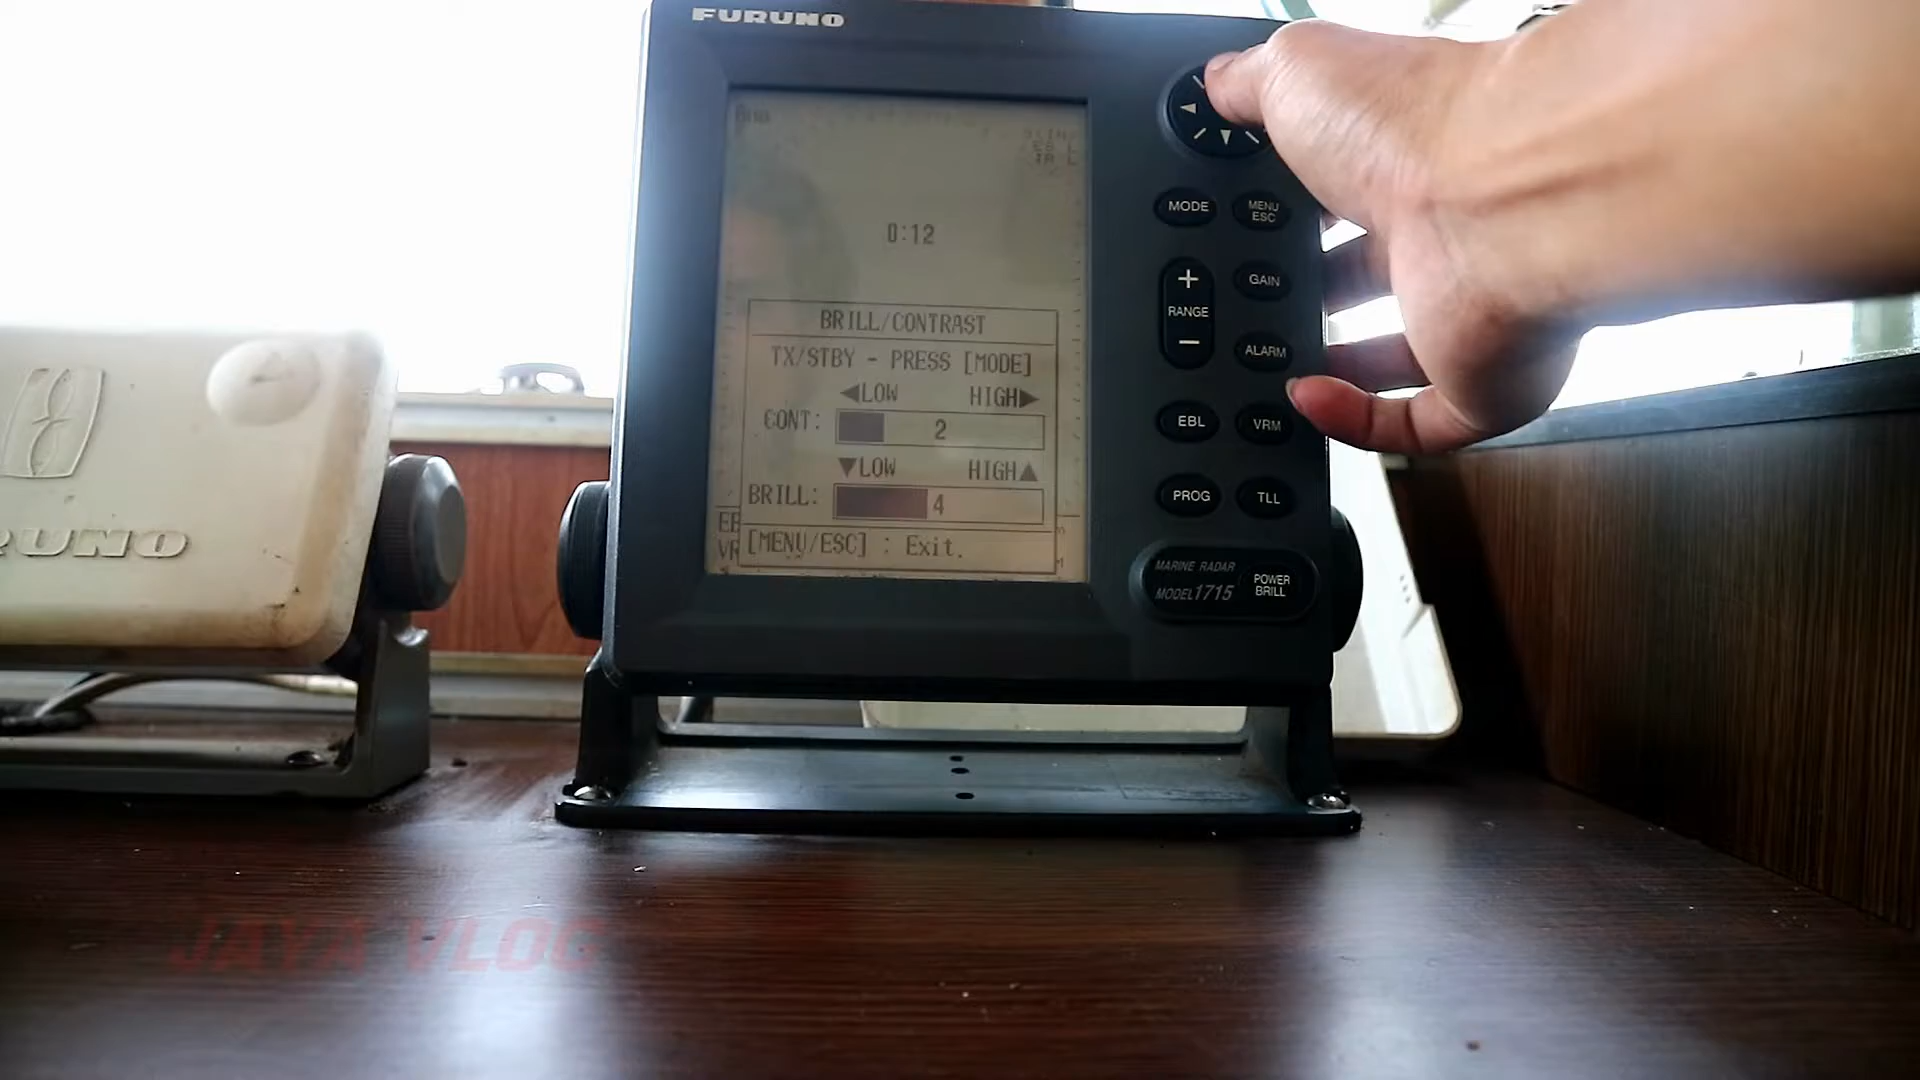 FURUNO
0:12
BRILL/CONTRAST
TX/STBY - PRESS [MODE]
◀LOW HIGH▶
CONT: 2
▼LOW HIGH▲
BRILL: 4
[MENU/ESC] : Exit.
MODE
MENU
ESC
+
RANGE
−
GAIN
ALARM
EBL
VRM
PROG
TLL
MARINE RADAR
MODEL 1715
POWER
BRILL
RUNO
JAYA VLOG